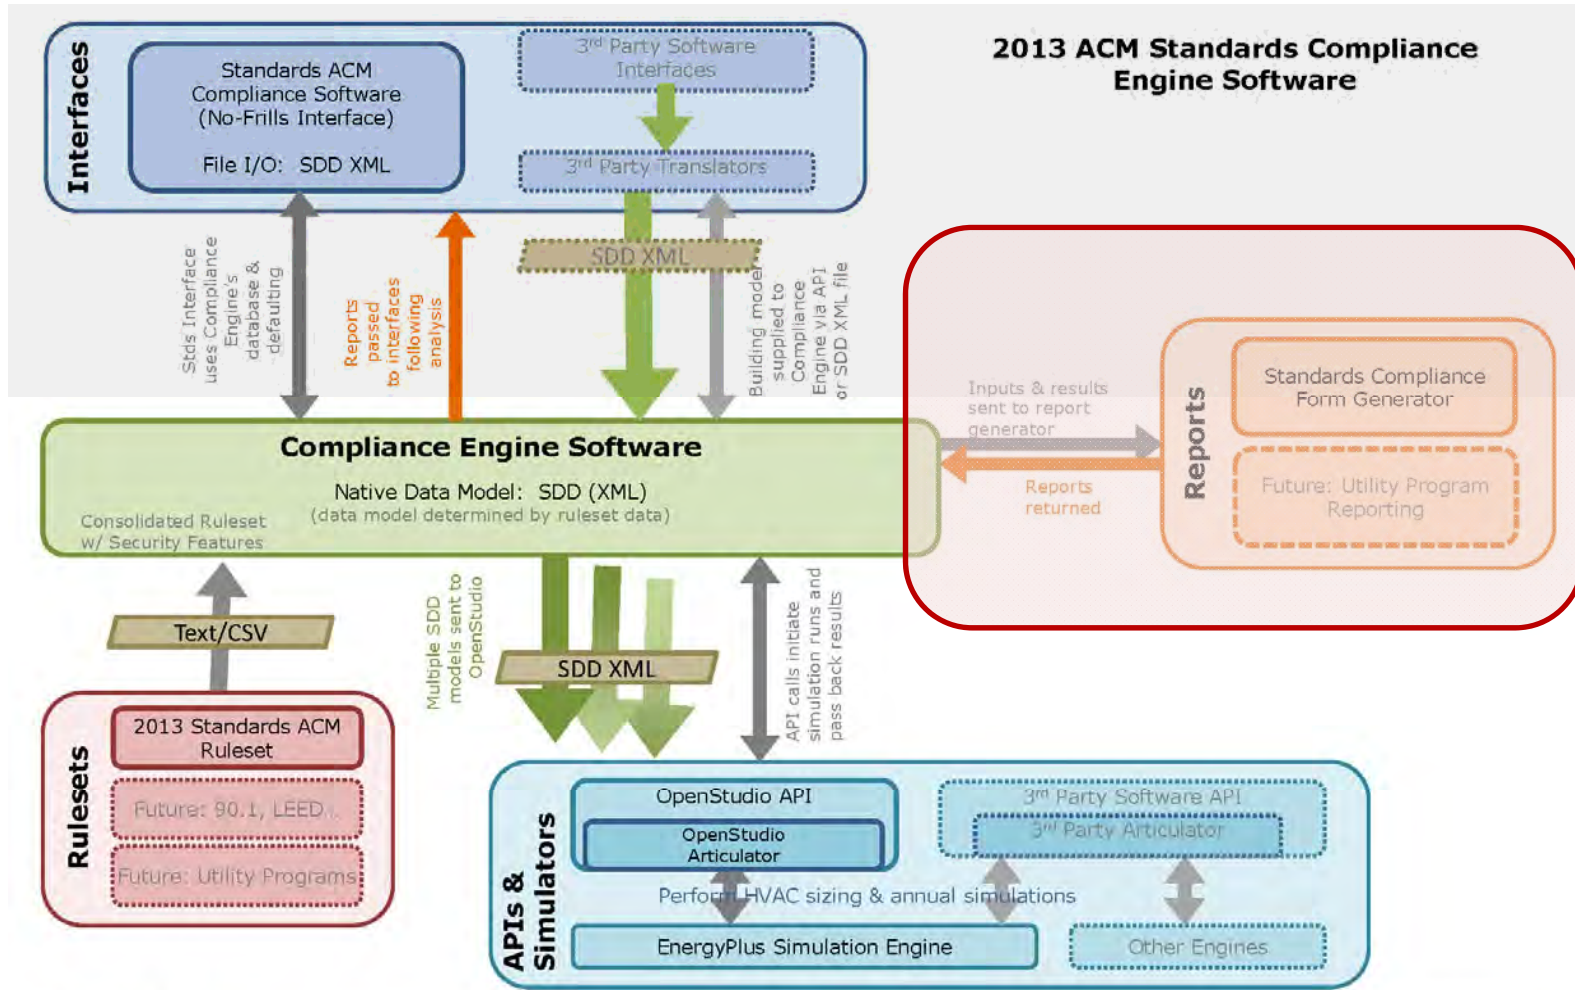 2013 ACM Standards Compliance
Engine Software
Interfaces
Standards ACM
Compliance Software
(No-Frills Interface)
File I/O: SDD XML
3rd Party Software
Interfaces
3rd Party Translators
SDD XML
Stds Interface
uses Compliance
Engine's
database &
defaulting
Reports
passed
to interfaces
following
analysis
Building model
supplied to
Compliance
Engine via API
or SDD XML file
Compliance Engine Software
Native Data Model: SDD (XML)
(data model determined by ruleset data)
Consolidated Ruleset
w/ Security Features
Inputs & results
sent to report
generator
Reports
returned
Reports
Standards Compliance
Form Generator
Future: Utility Program
Reporting
Text/CSV
Multiple SDD
models sent to
OpenStudio
SDD XML
API calls initiate
simulation runs and
pass back results
Rulesets
2013 Standards ACM
Ruleset
Future: 90.1, LEED..
Future: Utility Programs
APIs &
Simulators
OpenStudio API
OpenStudio
Articulator
3rd Party Software API
3rd Party Articulator
Perform HVAC sizing & annual simulations
EnergyPlus Simulation Engine
Other Engines